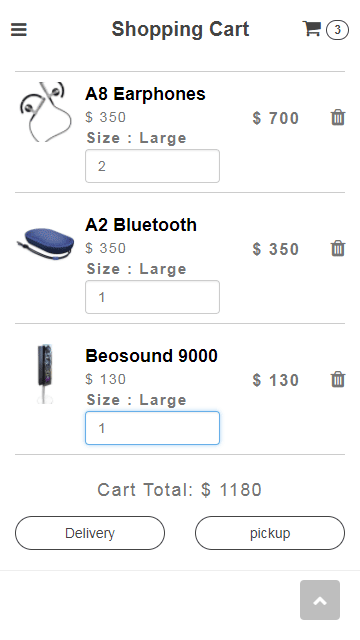 Shopping Cart
3
A8 Earphones
$ 350
$ 700
Size : Large
2
A2 Bluetooth
$ 350
$ 350
Size : Large
1
Beosound 9000
$ 130
$ 130
Size : Large
1
Cart Total: $ 1180
Delivery
pickup